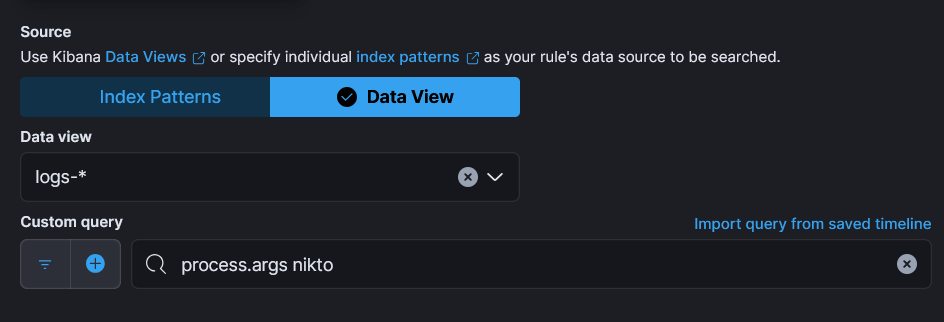 Source
Use Kibana Data Views or specify individual index patterns as your rule's data source to be searched.
Index Patterns
Data View
Data view
logs-*
Custom query
Import query from saved timeline
process.args nikto